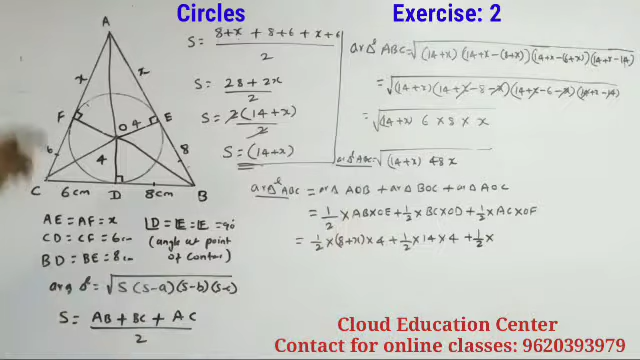 Circles Exercise: 2
A
x x
F E
O 4
4
6 8
C 6cm D 8cm B
AE = AF = x
CD = CF = 6cm
BD = BE = 8cm
∟D = ∟E = ∟E = 90
(angle at point
of contact)
ar of Δ = √S(S-a)(S-b)(S-c)
S = AB + BC + AC / 2
S = 8+x + 8+6 + x+6 / 2
S = 28 + 2x / 2
S = 2(14+x) / 2
S = (14+x)
ar Δ ABC = √(14+x) (14+x-(8+x)) (14+x-(6+x)) (14+x-14)
= √(14+x) (14+x-8-x) (14+x-6-x) (14+x-14)
= √(14+x) 6 x 8 x x
ar Δ ABC = √(14+x) 48x
ar Δ ABC = ar Δ AOB + ar Δ BOC + ar Δ AOC
= 1/2 x AB x OE + 1/2 x BC x OD + 1/2 x AC x OF
= 1/2 x (8+x) x 4 + 1/2 x 14 x 4 + 1/2 x
Cloud Education Center
Contact for online classes: 9620393979